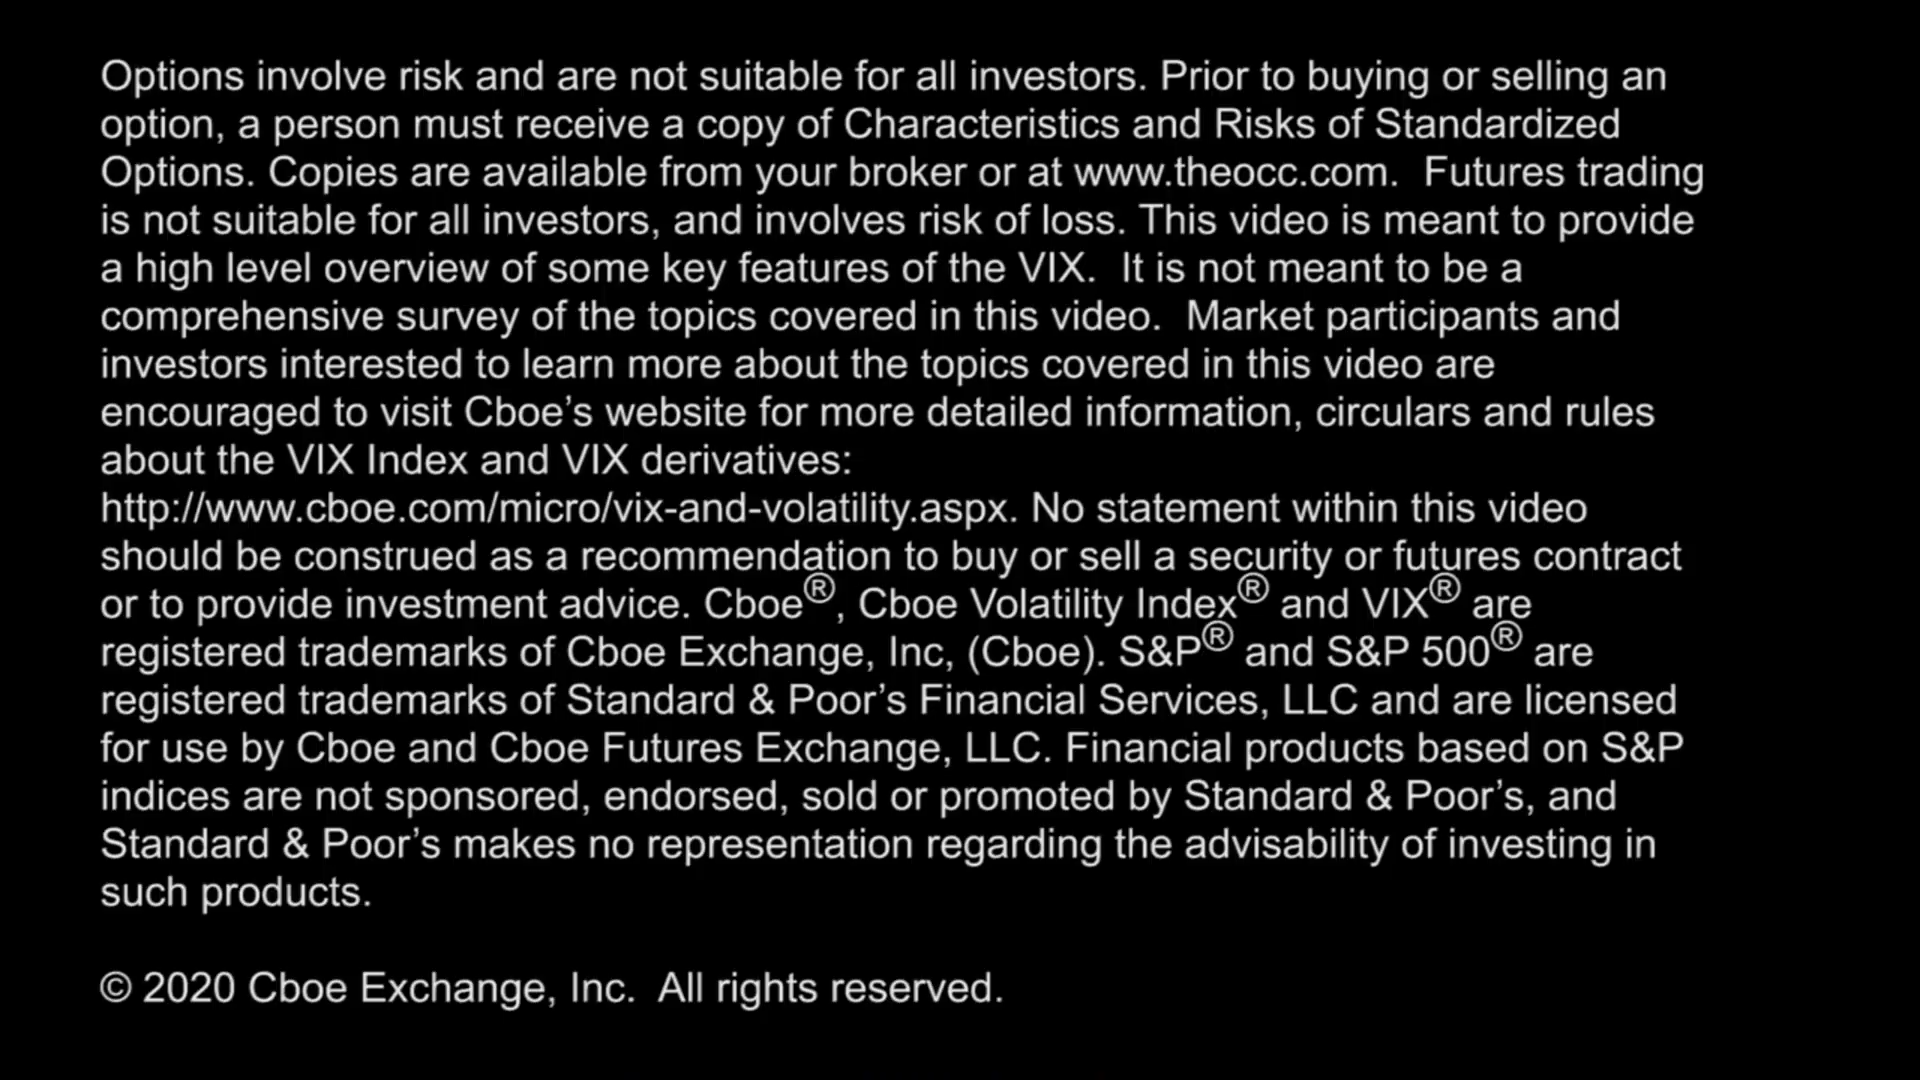 Options involve risk and are not suitable for all investors. Prior to buying or selling an
option, a person must receive a copy of Characteristics and Risks of Standardized
Options. Copies are available from your broker or at www.theocc.com.  Futures trading
is not suitable for all investors, and involves risk of loss. This video is meant to provide
a high level overview of some key features of the VIX.  It is not meant to be a
comprehensive survey of the topics covered in this video.  Market participants and
investors interested to learn more about the topics covered in this video are
encouraged to visit Cboe’s website for more detailed information, circulars and rules
about the VIX Index and VIX derivatives:
http://www.cboe.com/micro/vix-and-volatility.aspx. No statement within this video
should be construed as a recommendation to buy or sell a security or futures contract
or to provide investment advice. Cboe®, Cboe Volatility Index® and VIX® are
registered trademarks of Cboe Exchange, Inc, (Cboe). S&P® and S&P 500® are
registered trademarks of Standard & Poor’s Financial Services, LLC and are licensed
for use by Cboe and Cboe Futures Exchange, LLC. Financial products based on S&P
indices are not sponsored, endorsed, sold or promoted by Standard & Poor’s, and
Standard & Poor’s makes no representation regarding the advisability of investing in
such products.
© 2020 Cboe Exchange, Inc.  All rights reserved.